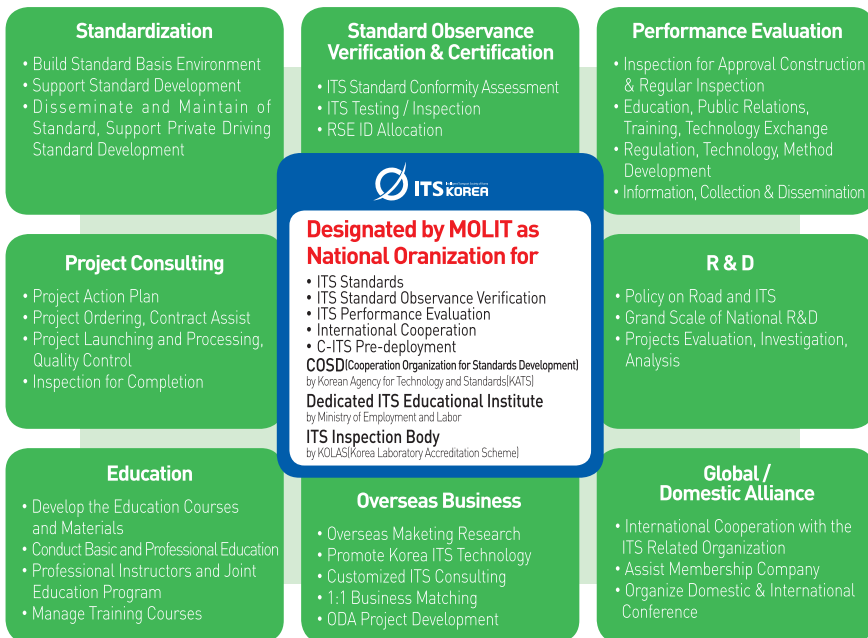 Standardization
• Build Standard Basis Environment
• Support Standard Development
• Disseminate and Maintain of
Standard, Support Private Driving
Standard Development
Standard Observance
Verification & Certification
• ITS Standard Conformity Assessment
• ITS Testing / Inspection
• RSE ID Allocation
Performance Evaluation
• Inspection for Approval Construction
& Regular Inspection
• Education, Public Relations,
Training, Technology Exchange
• Regulation, Technology, Method
Development
• Information, Collection & Dissemination
Project Consulting
• Project Action Plan
• Project Ordering, Contract Assist
• Project Launching and Processing,
Quality Control
• Inspection for Completion
ITS KOREA
Designated by MOLIT as
National Oranization for
• ITS Standards
• ITS Standard Observance Verification
• ITS Performance Evaluation
• International Cooperation
• C-ITS Pre-deployment
COSD(Cooperation Organization for Standards Development)
by Korean Agency for Technology and Standards(KATS)
Dedicated ITS Educational Institute
by Ministry of Employment and Labor
ITS Inspection Body
by KOLAS(Korea Laboratory Accreditation Scheme)
R & D
• Policy on Road and ITS
• Grand Scale of National R&D
• Projects Evaluation, Investigation,
Analysis
Education
• Develop the Education Courses
and Materials
• Conduct Basic and Professional Education
• Professional Instructors and Joint
Education Program
• Manage Training Courses
Overseas Business
• Overseas Maketing Research
• Promote Korea ITS Technology
• Customized ITS Consulting
• 1:1 Business Matching
• ODA Project Development
Global /
Domestic Alliance
• International Cooperation with the
ITS Related Organization
• Assist Membership Company
• Organize Domestic & International
Conference